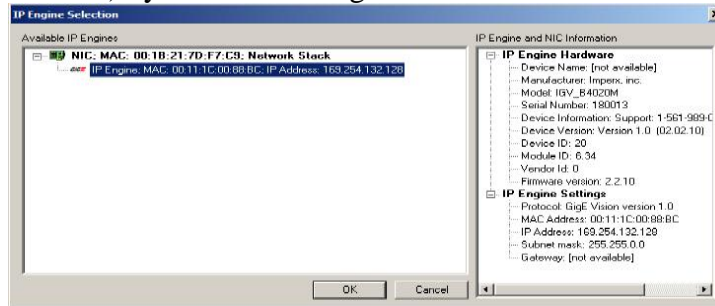 IP Engine Selection
Available IP Engines
NIC: MAC: 00:1B:21:7D:F7:C9: Network Stack
IP Engine: MAC: 00:11:1C:00:88:BC: IP Address: 169.254.132.128
OK
Cancel
IP Engine and NIC Information
IP Engine Hardware
Device Name: [not available]
Manufacturer: Imperx, inc.
Model: IGV_B4020M
Serial Number: 180013
Device Information: Support: 1-561-989-0
Device Version: Version 1.0 (02.02.10)
Device ID: 20
Module ID: 6.34
Vendor Id: 0
Firmware version: 2.2.10
IP Engine Settings
Protocol: GigE Vision version 1.0
MAC Address: 00:11:1C:00:88:BC
IP Address: 169.254.132.128
Subnet mask: 255.255.0.0
Gateway: [not available]